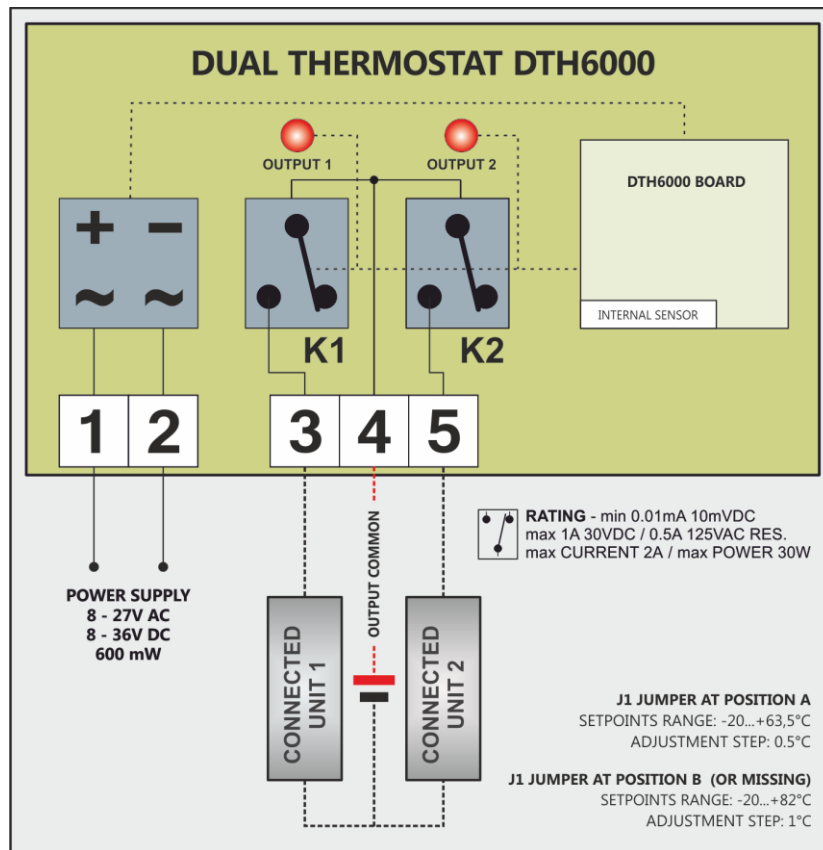 DUAL THERMOSTAT DTH6000
OUTPUT 1
OUTPUT 2
DTH6000 BOARD
INTERNAL SENSOR
+ −
~ ~
K1
K2
1 2
3 4 5
POWER SUPPLY
8 - 27V AC
8 - 36V DC
600 mW
CONNECTED
UNIT 1
OUTPUT COMMON
CONNECTED
UNIT 2
RATING - min 0.01mA 10mVDC
max 1A 30VDC / 0.5A 125VAC RES.
max CURRENT 2A / max POWER 30W
J1 JUMPER AT POSITION A
SETPOINTS RANGE: -20...+63,5°C
ADJUSTMENT STEP: 0.5°C
J1 JUMPER AT POSITION B (OR MISSING)
SETPOINTS RANGE: -20...+82°C
ADJUSTMENT STEP: 1°C